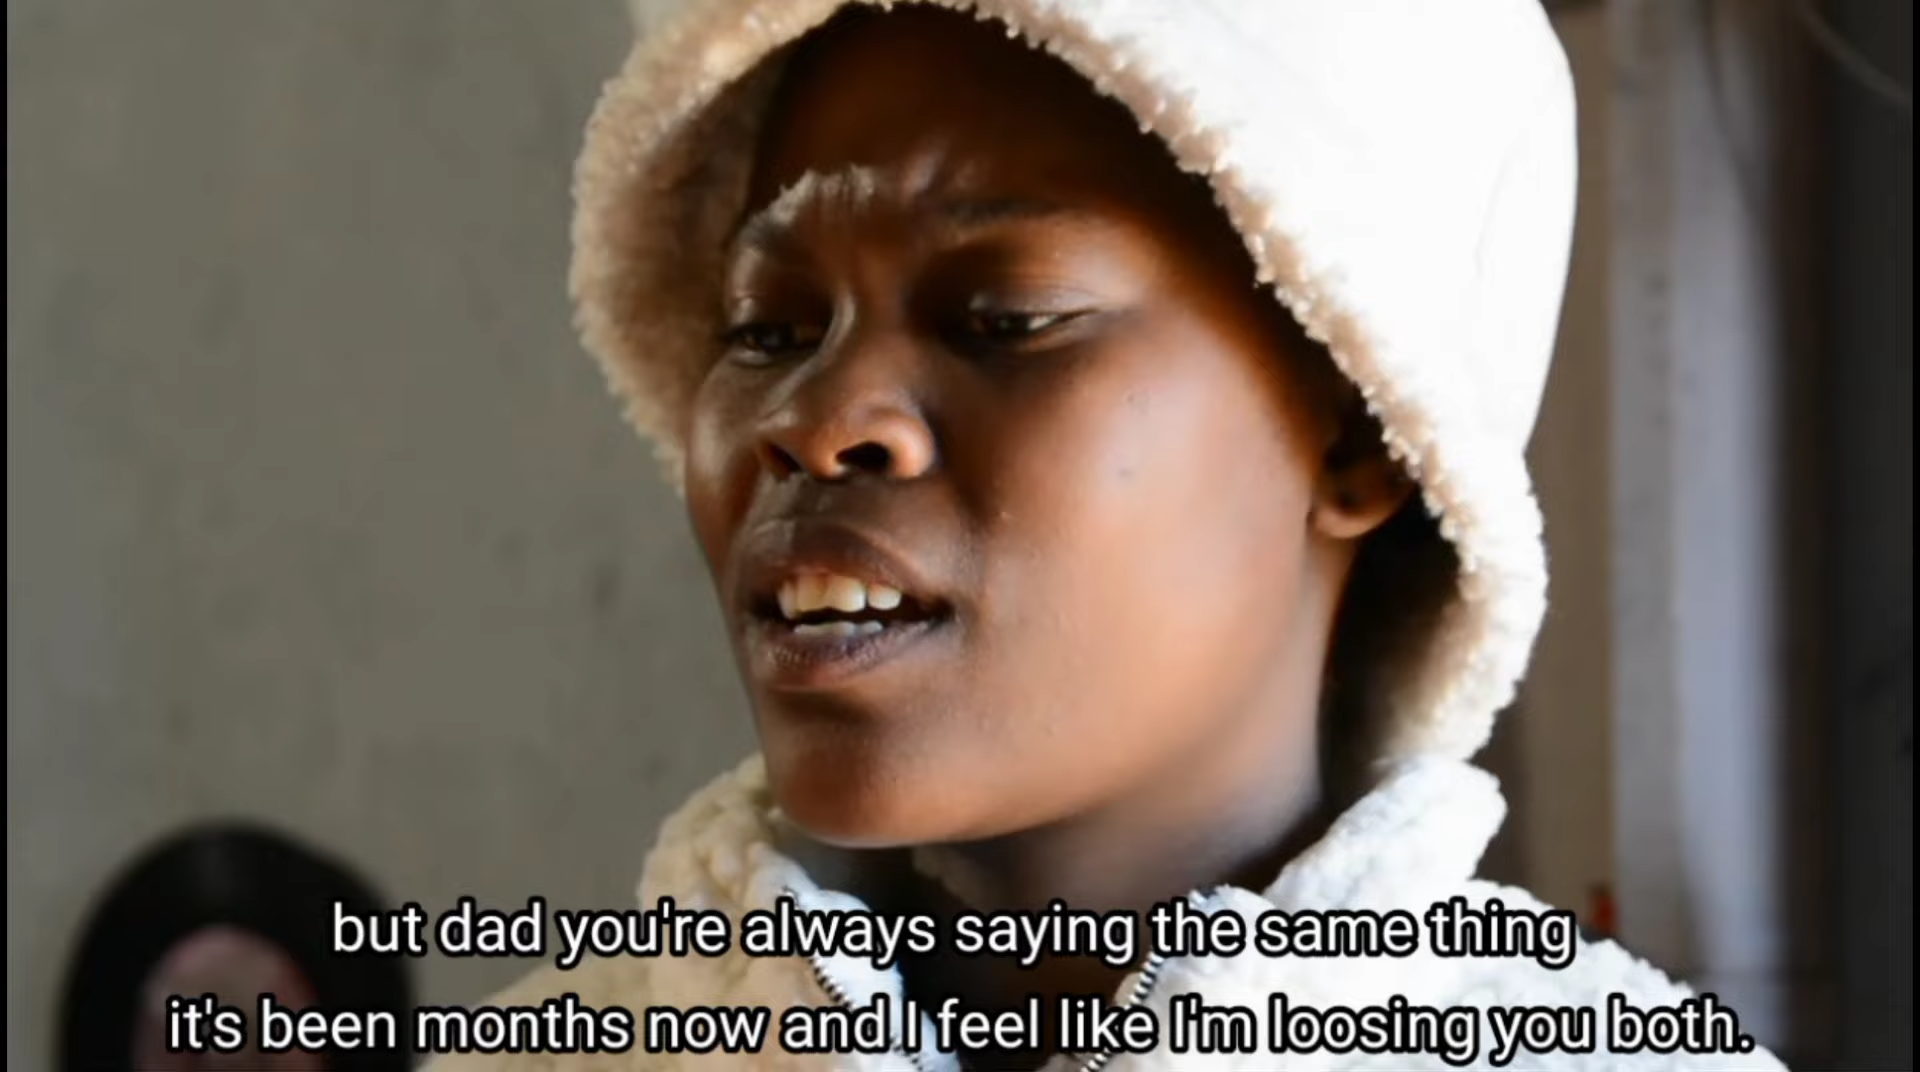 but dad you're always saying the same thing
it's been months now and I feel like I'm loosing you both.